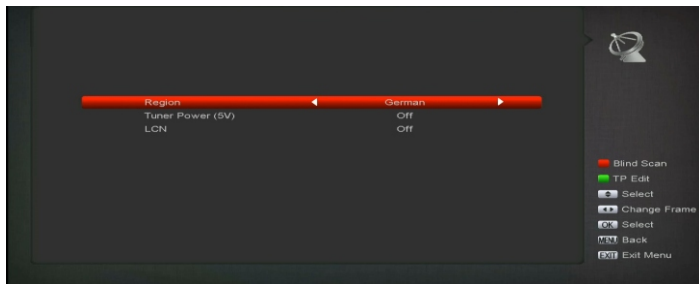 Region German
Tuner Power (5V) Off
LCN Off
Blind Scan
TP Edit
Select
Change Frame
OK Select
MENU Back
EXIT Exit Menu